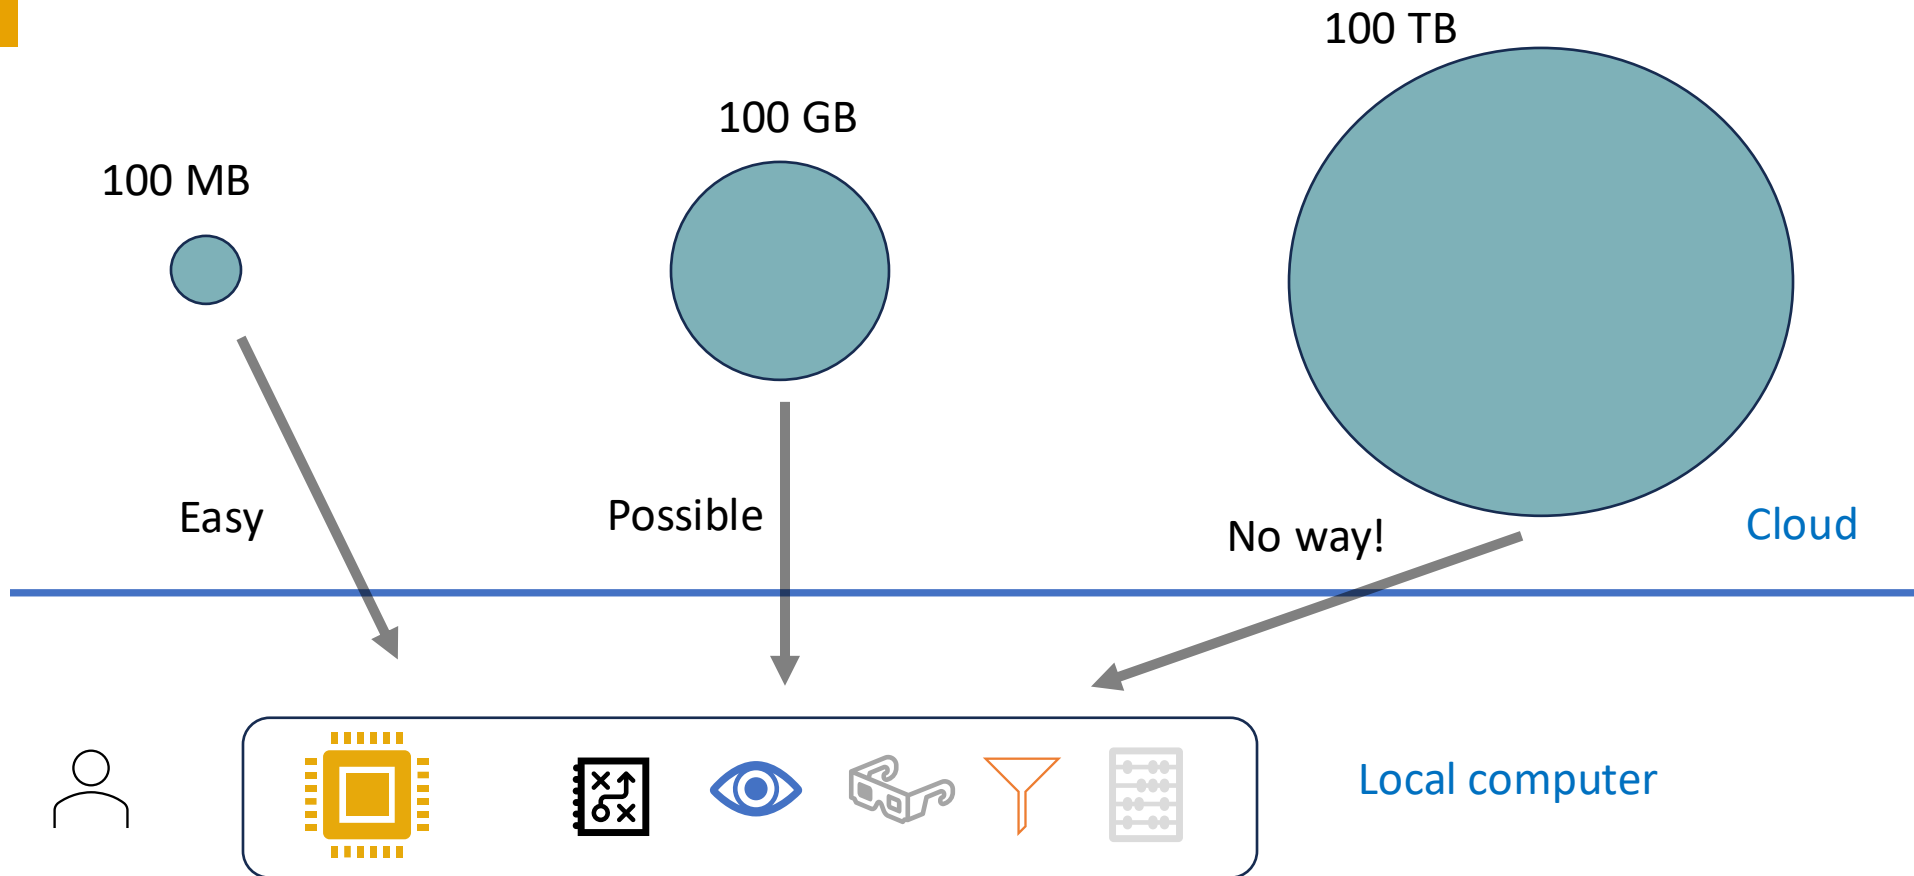 100 TB
100 GB
100 MB
Easy
Possible
No way!
Cloud
Local computer